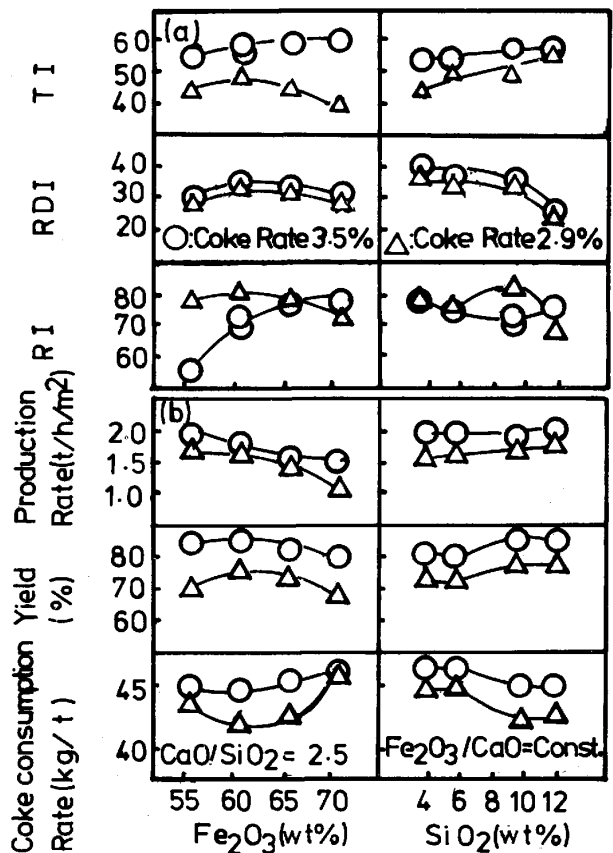 (a)
TI
60
50
40
RDI
40
30
20
○:Coke Rate 3.5%
△:Coke Rate 2.9%
RI
80
70
60
(b)
Production
Rate(t/h/m2)
2.0
1.5
1.0
Yield
(%)
80
70
60
Coke consumption
Rate(kg/t)
45
40
CaO/SiO2 = 2.5
Fe2O3/CaO=Const.
55 60 65 70
4 6 8 10 12
Fe2O3(wt%)
SiO2(wt%)